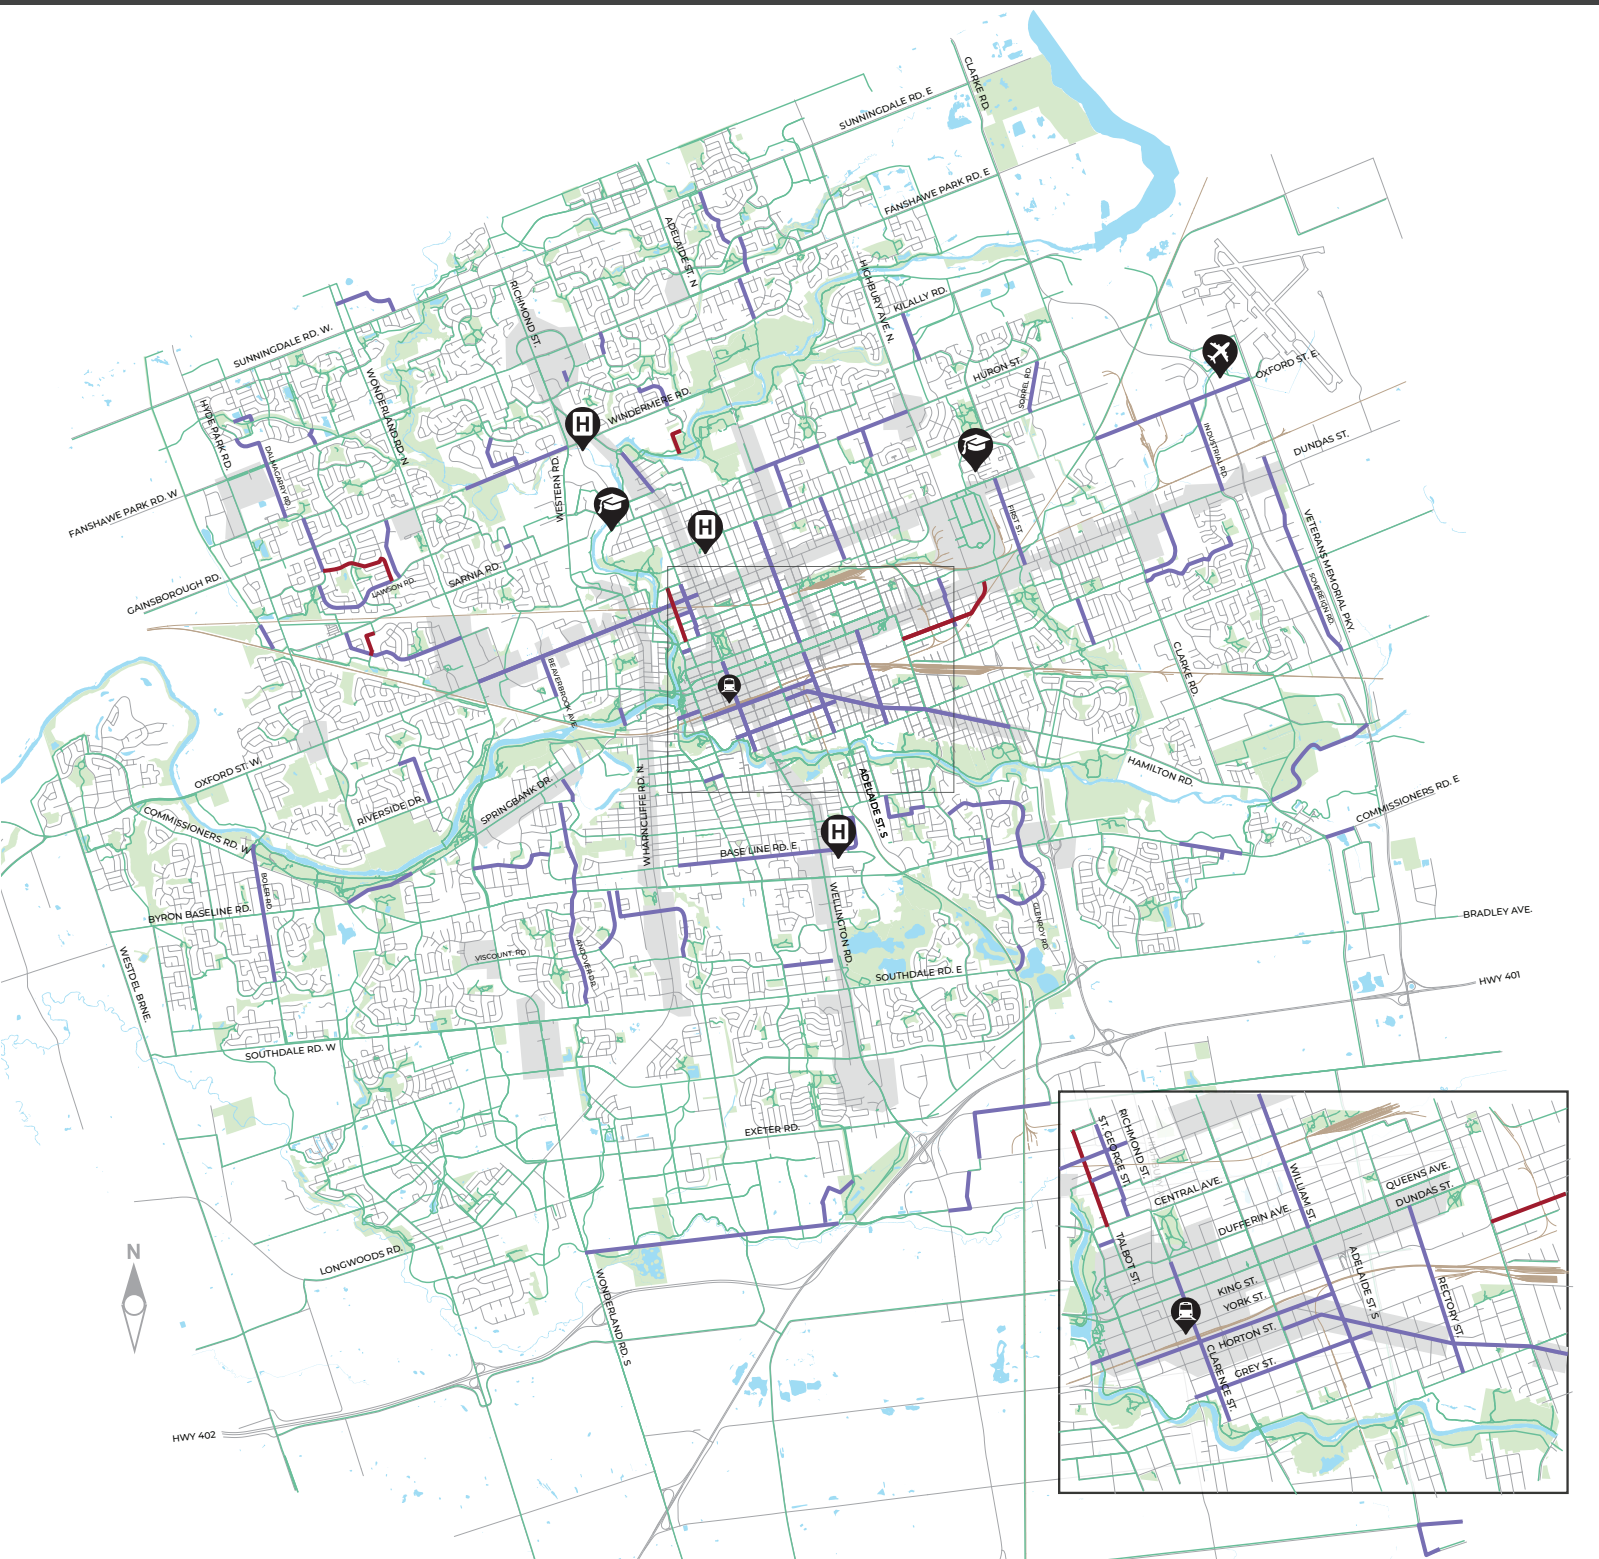 CLARKE RD.
SUNNINGDALE RD. E
FANSHAWE PARK RD. E
ADELAIDE ST. N
HIGHBURY AVE. N.
RICHMOND ST.
KILALLY RD.
SUNNINGDALE RD. W.
HURON ST.
OXFORD ST. E.
SORREL RD.
WONDERLAND RD. N
HYDE PARK RD.
WINDERMERE RD.
H
INDUSTRIAL RD
DUNDAS ST.
DALMAGARRY RD.
WESTERN RD.
FANSHAWE PARK RD. W
FIRST ST.
H
VETERANS MEMORIAL PKY.
SARNIA RD.
LAWSON RD.
GAINSBOROUGH RD.
SOVEREIGN RD.
CLARKE RD.
BEAVERBROOK AVE.
OXFORD ST. W.
HAMILTON RD.
SPRINGBANK DR.
RIVERSIDE DR.
WHARNCLIFFE RD. N.
ADELAIDE ST. S
COMMISSIONERS RD. E
COMMISSIONERS RD. W
H
BASE LINE RD. E
BOLER RD.
BYRON BASELINE RD.
WELLINGTON RD.
GLENROY RD.
BRADLEY AVE.
VISCOUNT. RD
ANDOVER DR.
WESTDEL BRNE.
SOUTHDALE RD. E
HWY 401
SOUTHDALE RD. W
EXETER RD.
RICHMOND ST.
ST. GEORGE ST.
WILLIAM ST.
QUEENS AVE.
CENTRAL AVE.
DUNDAS ST.
DUFFERIN AVE.
TALBOT ST.
ADELAIDE ST. S
KING ST.
YORK ST.
RECTORY ST.
HORTON ST.
CLARENCE ST.
GREY ST.
N
LONGWOODS RD.
WONDERLAND RD. S
HWY 402